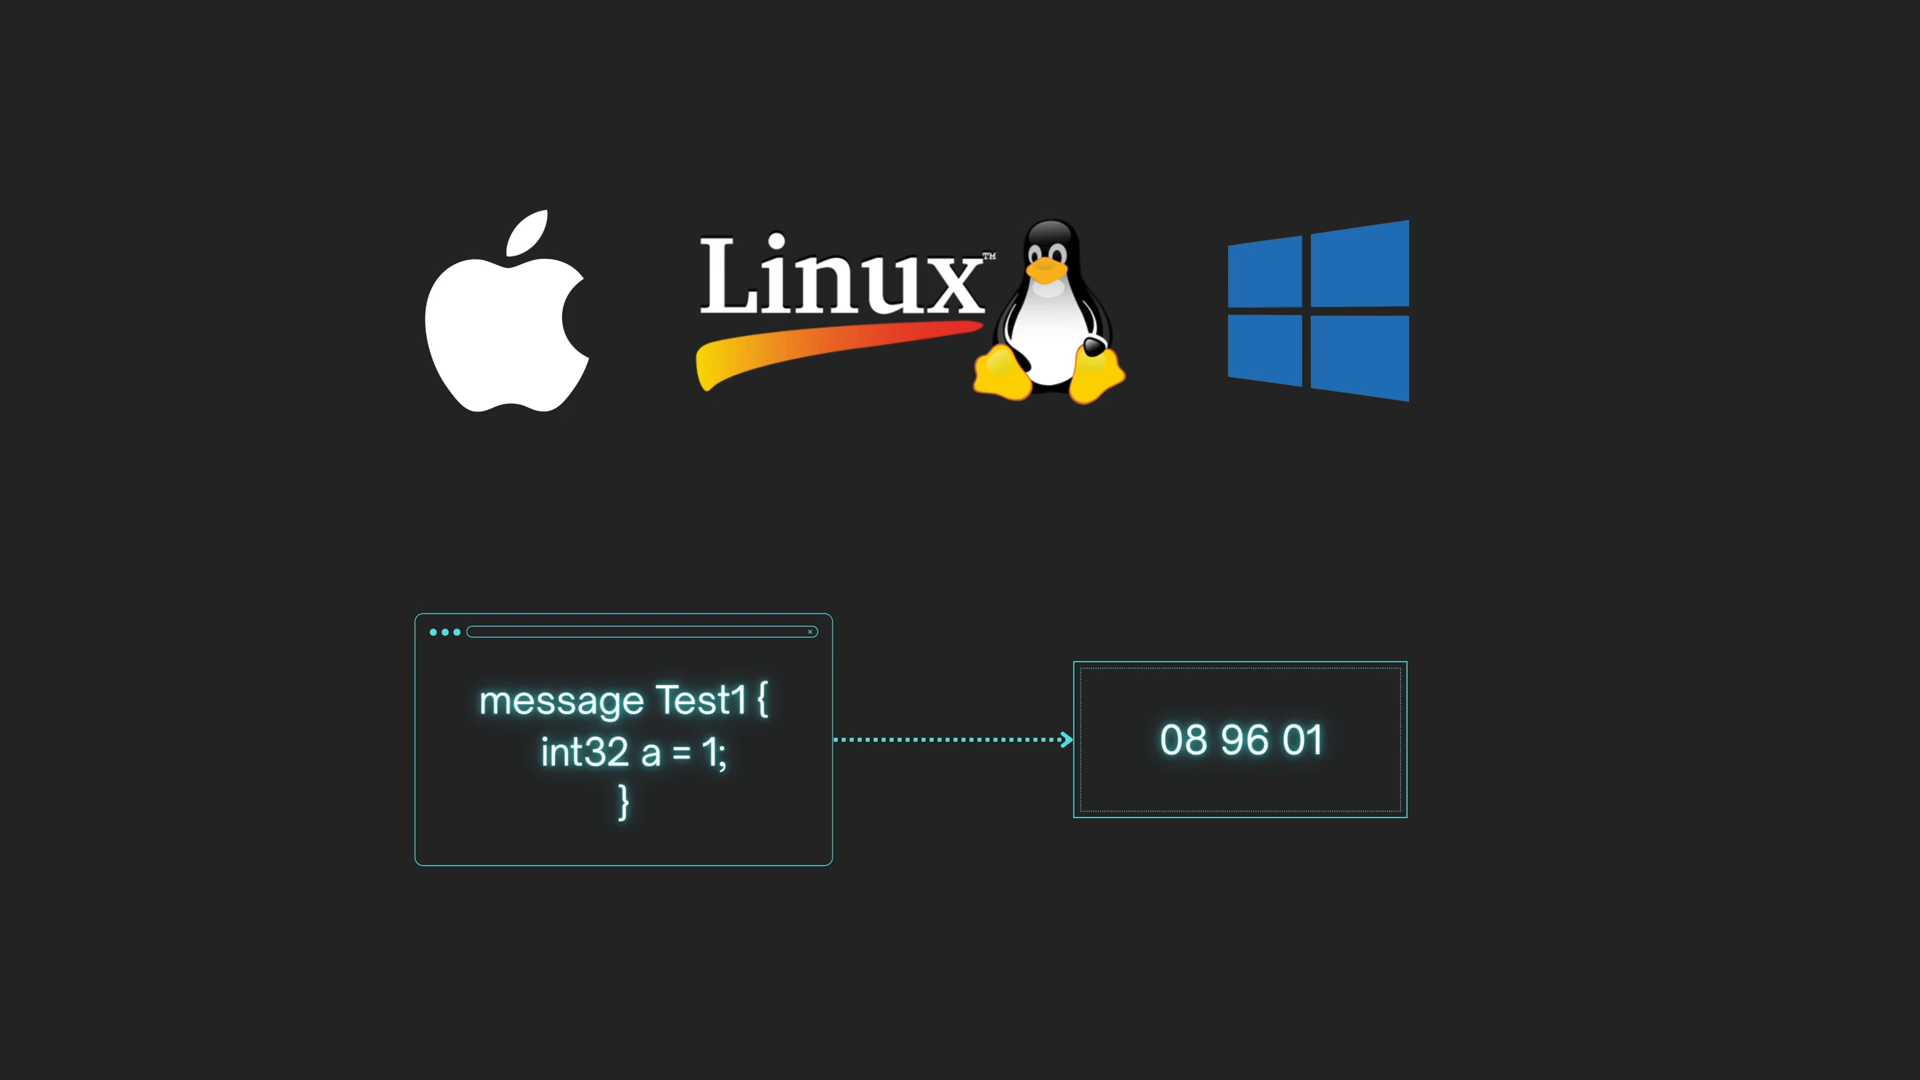 Linux™
message Test1 {
int32 a = 1;
}
08 96 01